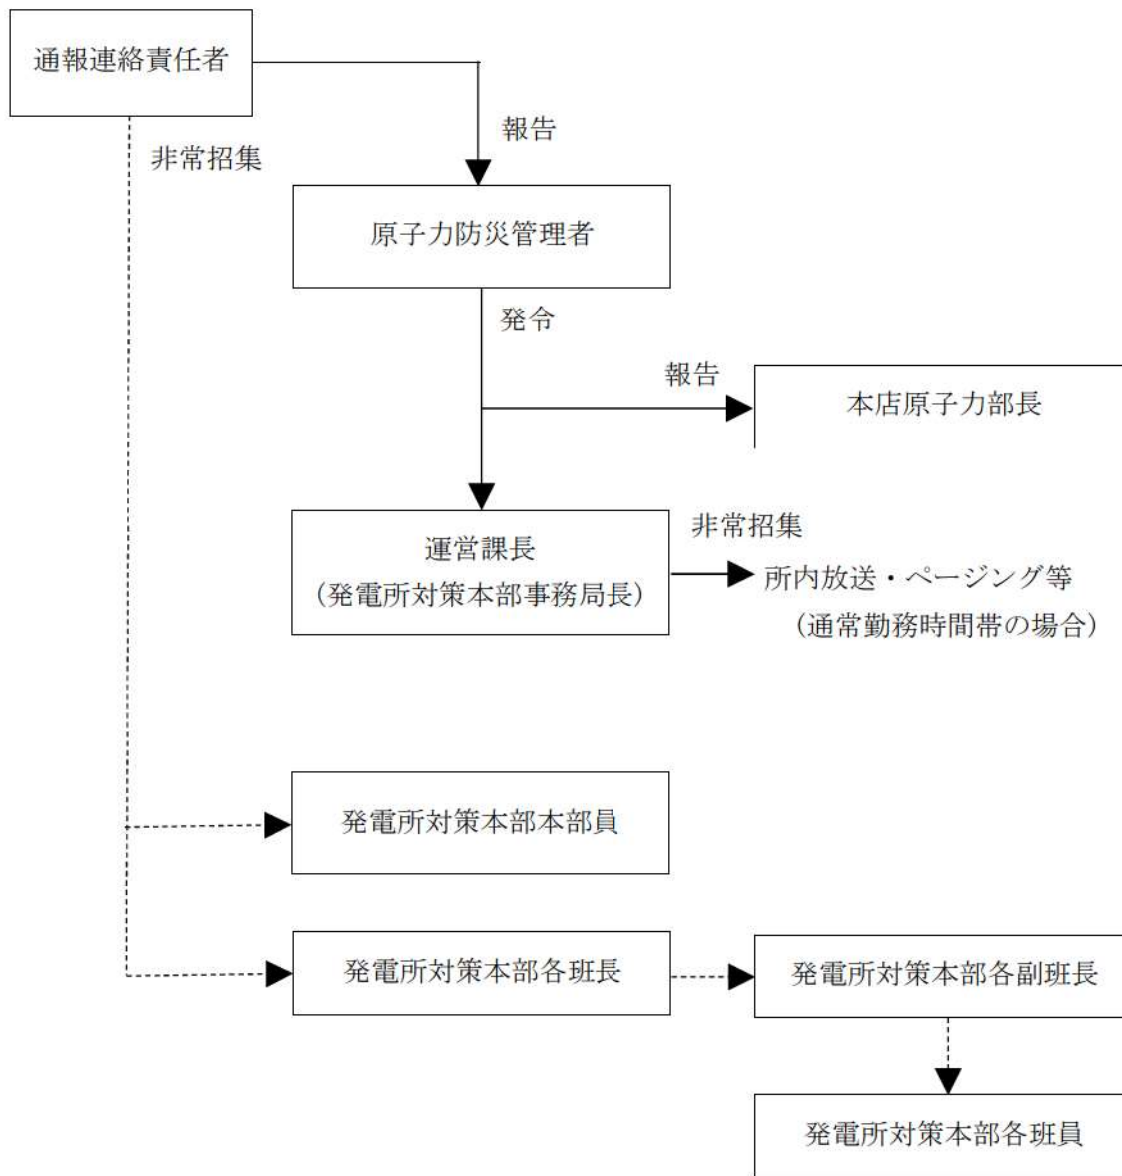 通報連絡責任者
報告
非常招集
原子力防災管理者
発令
報告
本店原子力部長
運営課長
（発電所対策本部事務局長）
非常招集
所内放送・ページング等
（通常勤務時間帯の場合）
発電所対策本部本部員
発電所対策本部各班長
発電所対策本部各副班長
発電所対策本部各班員